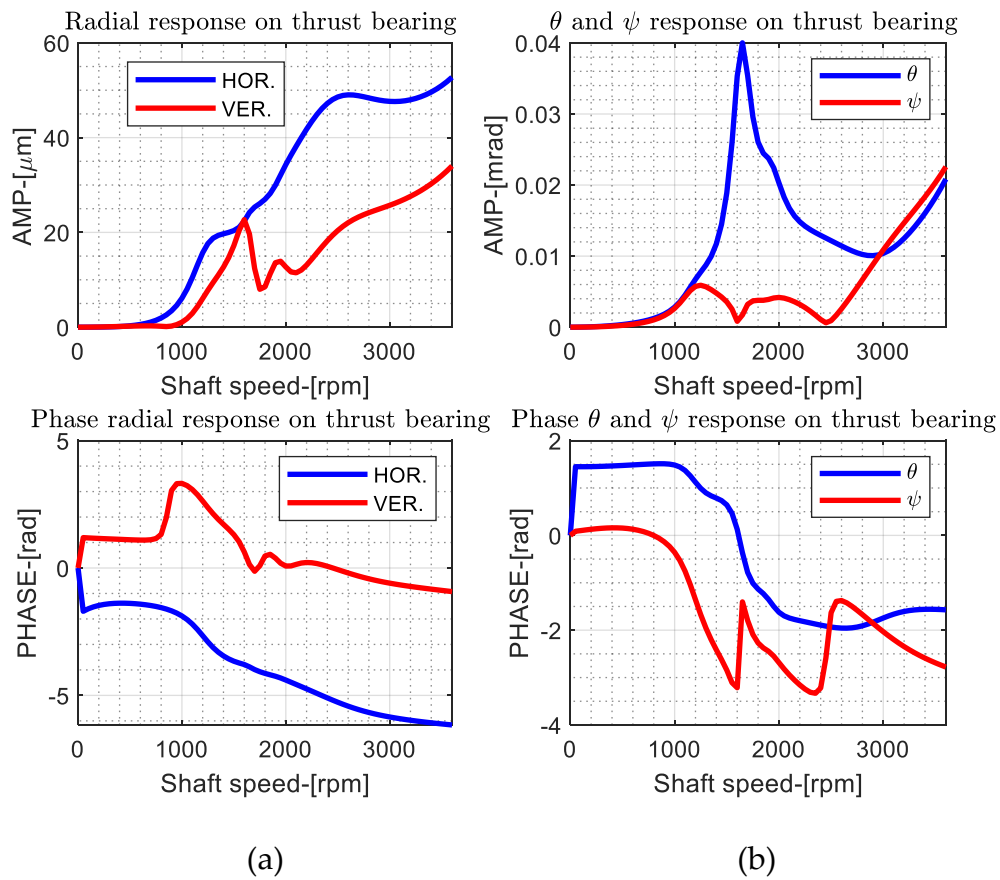 Radial response on thrust bearing
60
40
20
0
AMP-[μm]
HOR.
VER.
0 1000 2000 3000
Shaft speed-[rpm]
θ and ψ response on thrust bearing
0.04
0.03
0.02
0.01
0
AMP-[mrad]
θ
ψ
0 1000 2000 3000
Shaft speed-[rpm]
Phase radial response on thrust bearing
5
0
-5
PHASE-[rad]
HOR.
VER.
0 1000 2000 3000
Shaft speed-[rpm]
Phase θ and ψ response on thrust bearing
2
0
-2
-4
PHASE-[rad]
θ
ψ
0 1000 2000 3000
Shaft speed-[rpm]
(a)
(b)